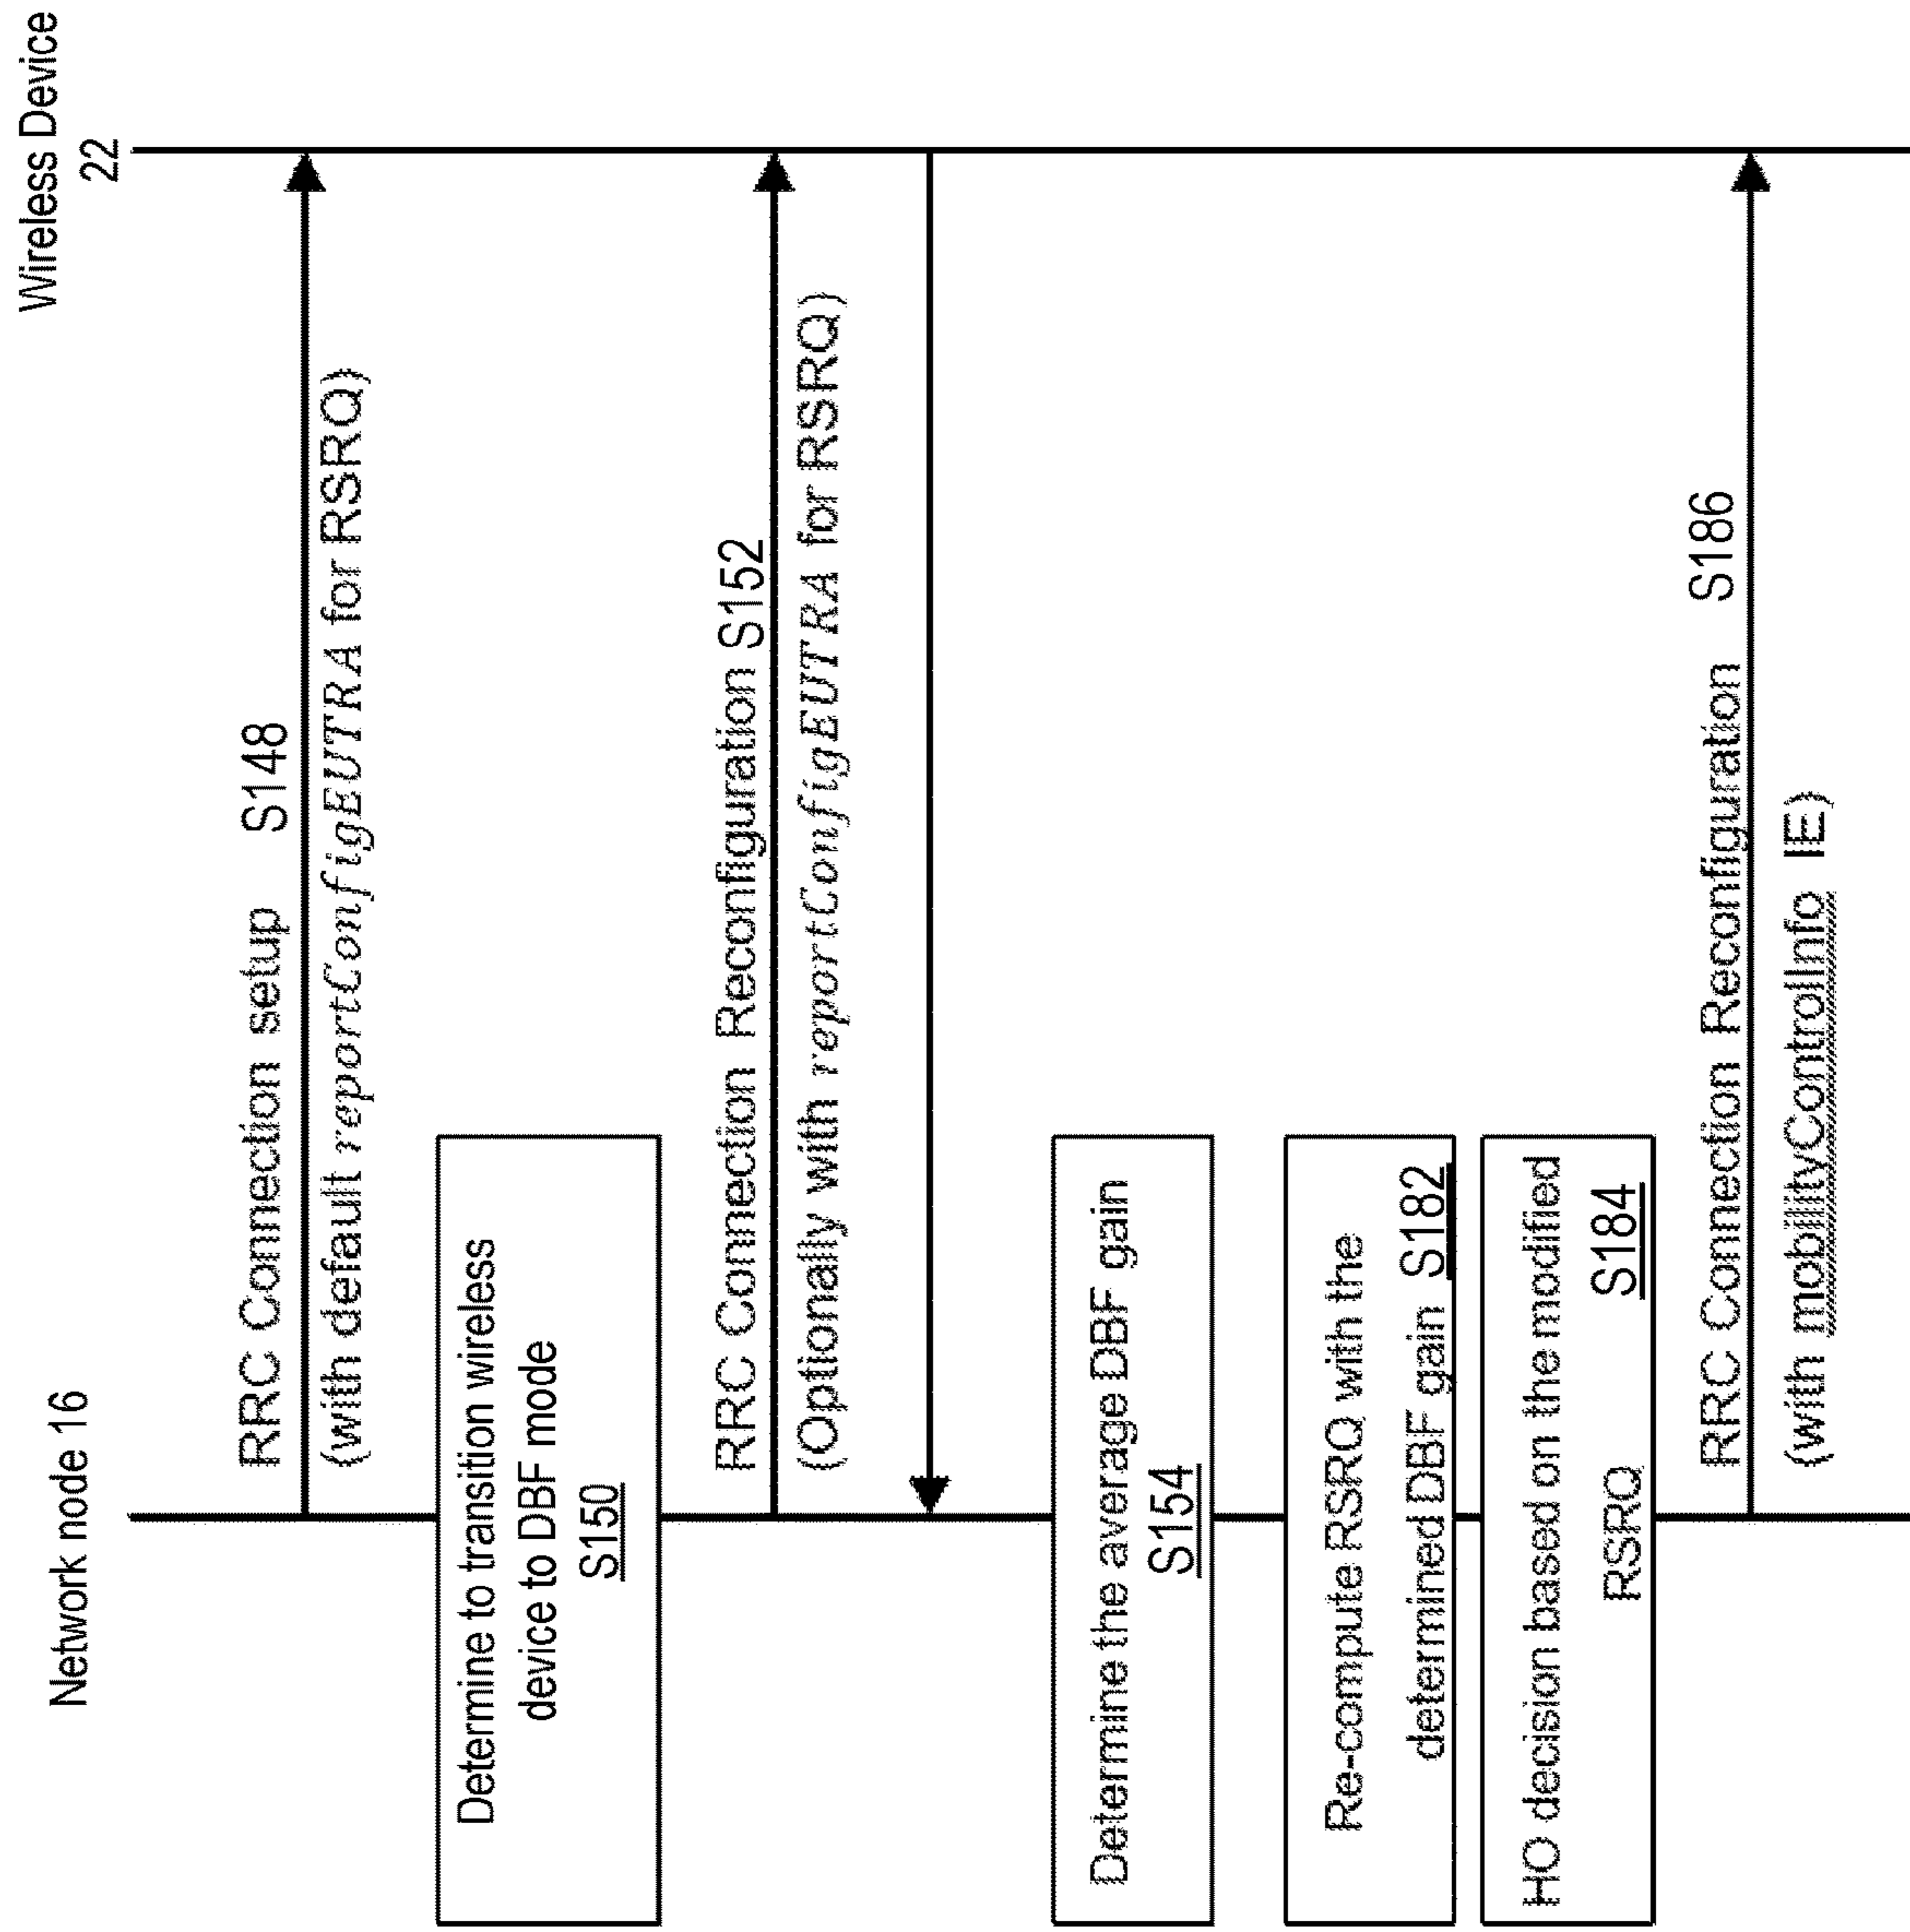 Network node 16
Wireless Device
22
RRC Connection setup S148
(with default reportConfigEUTRA for RSRQ)
Determine to transition wireless
device to DBF mode
S150
RRC Connection Reconfiguration S152
(Optionally with reportConfigEUTRA for RSRQ)
Determine the average DBF gain
S154
Re-compute RSRQ with the
determined DBF gain S182
HO decision based on the modified
RSRQ S184
RRC Connection Reconfiguration S186
(with mobilityControlInfo IE)